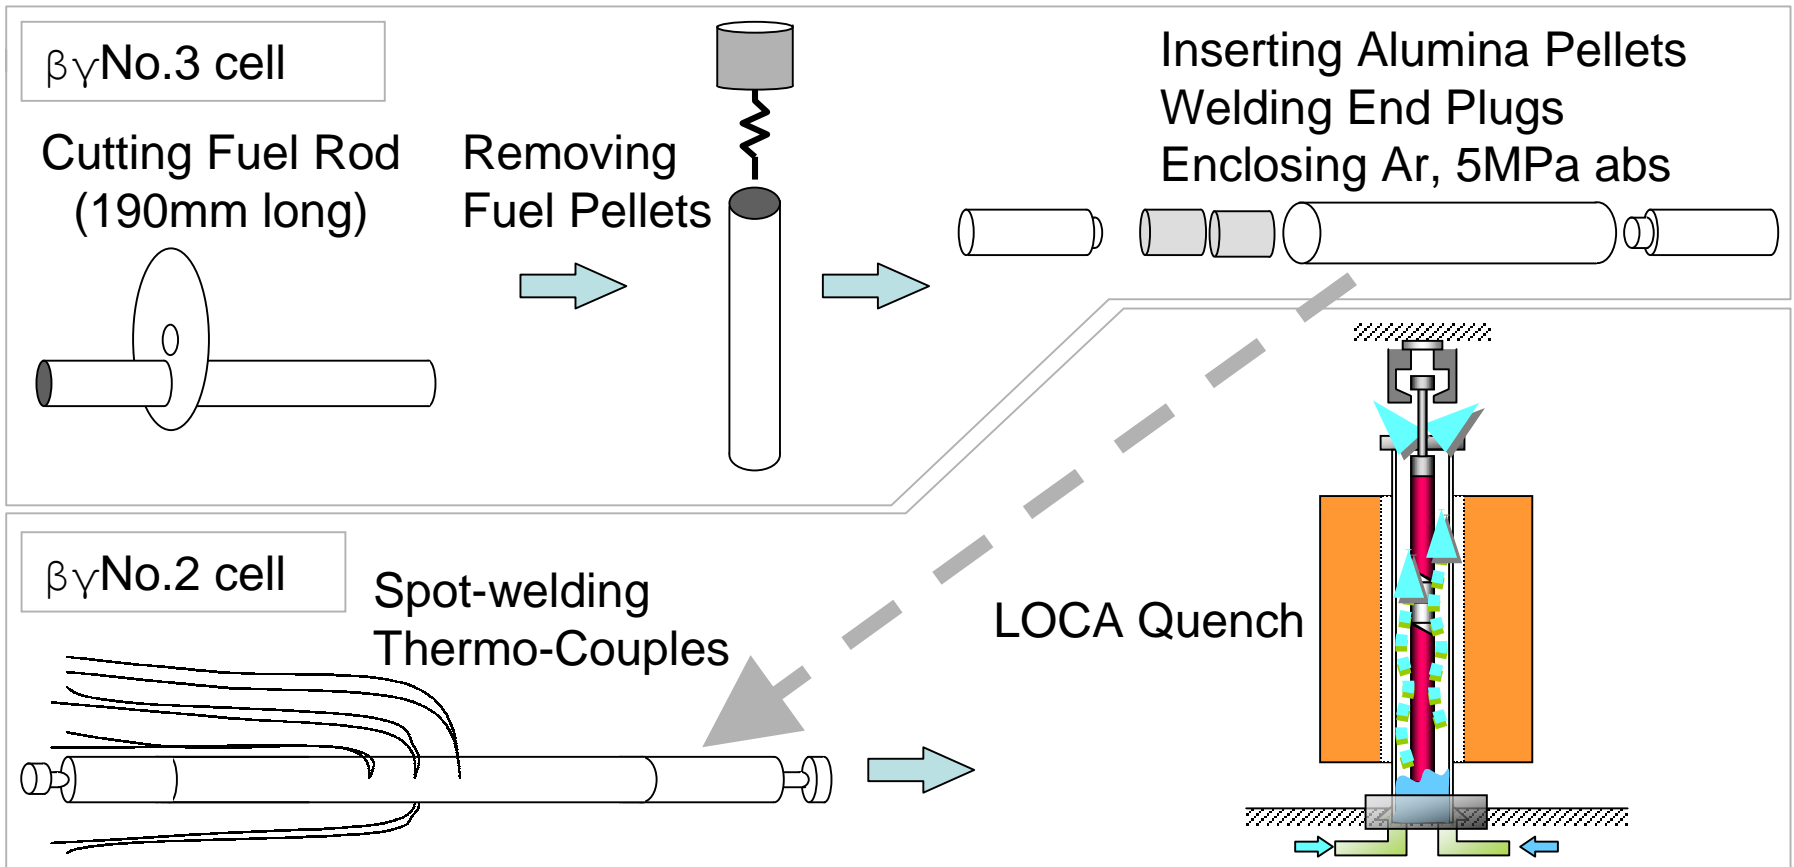 βγNo.3 cell
Cutting Fuel Rod
(190mm long)
Removing
Fuel Pellets
Inserting Alumina Pellets
Welding End Plugs
Enclosing Ar, 5MPa abs
βγNo.2 cell
Spot-welding
Thermo-Couples
LOCA Quench